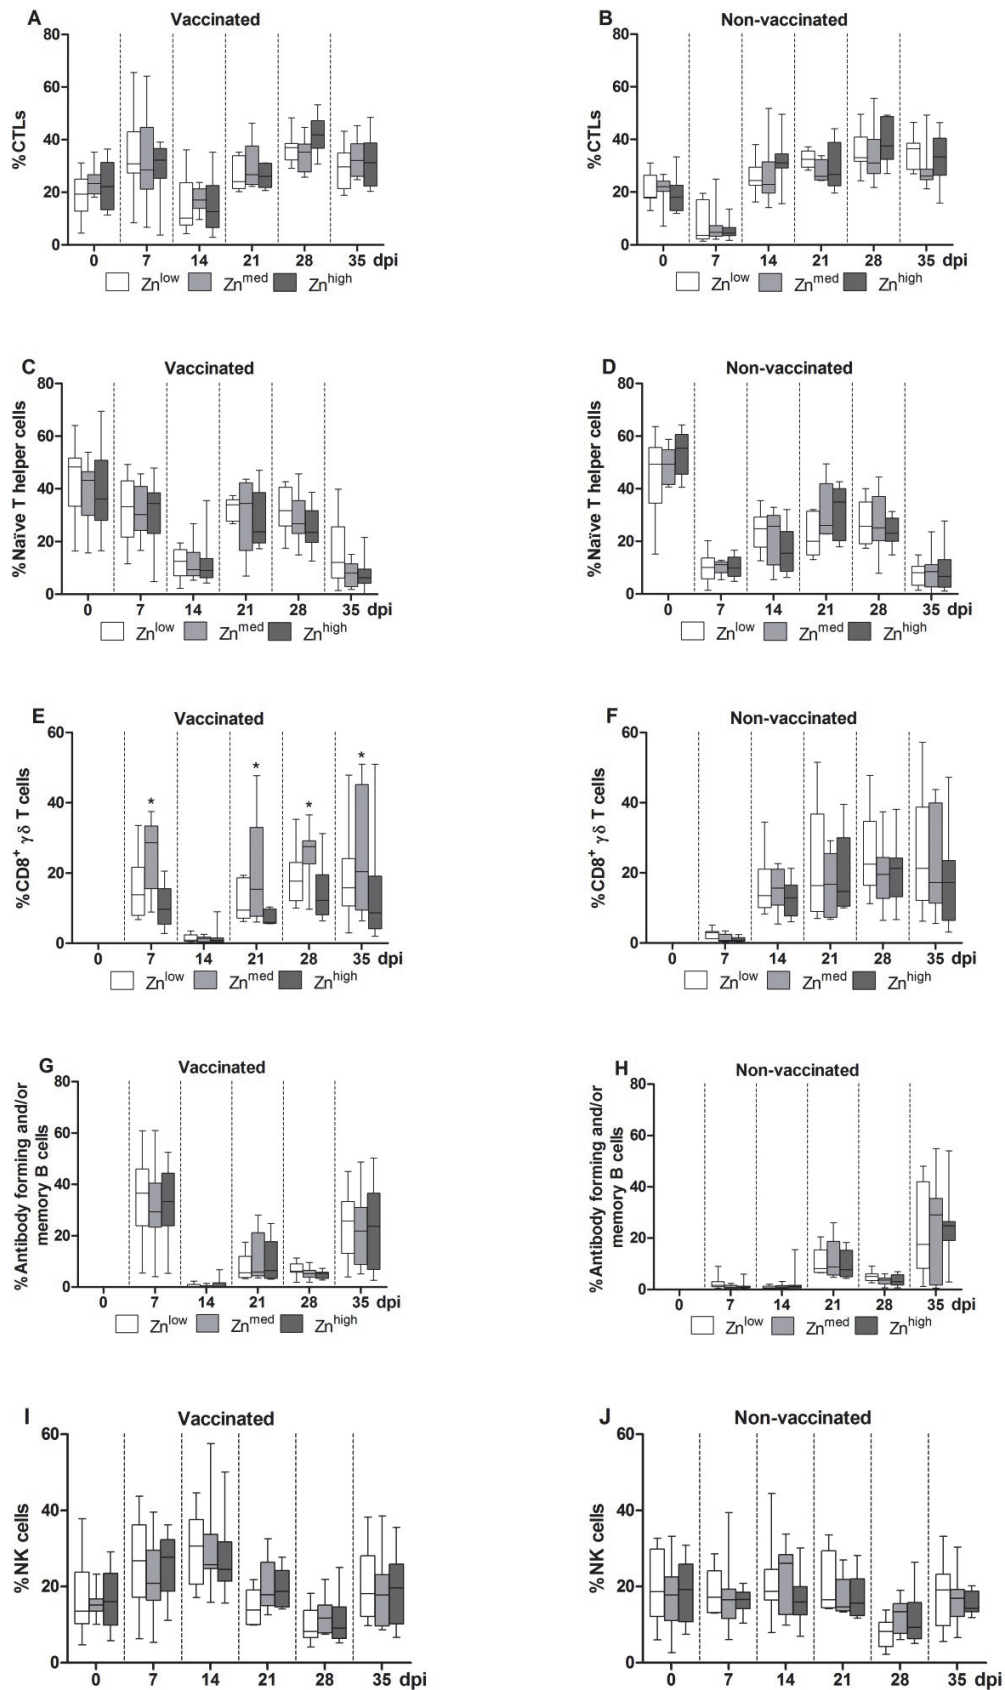 A Vaccinated
%CTLs
80
60
40
20
0
0 7 14 21 28 35 dpi
Zn^low Zn^med Zn^high
B Non-vaccinated
%CTLs
80
60
40
20
0
0 7 14 21 28 35 dpi
Zn^low Zn^med Zn^high
C Vaccinated
%Naïve T helper cells
80
60
40
20
0
0 7 14 21 28 35 dpi
Zn^low Zn^med Zn^high
D Non-vaccinated
%Naïve T helper cells
80
60
40
20
0
0 7 14 21 28 35 dpi
Zn^low Zn^med Zn^high
E Vaccinated
%CD8^+ γδ T cells
60
40
20
0
* * * *
0 7 14 21 28 35 dpi
Zn^low Zn^med Zn^high
F Non-vaccinated
%CD8^+ γδ T cells
60
40
20
0
0 7 14 21 28 35 dpi
Zn^low Zn^med Zn^high
G Vaccinated
%Antibody forming and/or
memory B cells
80
60
40
20
0
0 7 14 21 28 35 dpi
Zn^low Zn^med Zn^high
H Non-vaccinated
%Antibody forming and/or
memory B cells
80
60
40
20
0
0 7 14 21 28 35 dpi
Zn^low Zn^med Zn^high
I Vaccinated
%NK cells
60
40
20
0
0 7 14 21 28 35 dpi
J Non-vaccinated
%NK cells
60
40
20
0
0 7 14 21 28 35 dpi